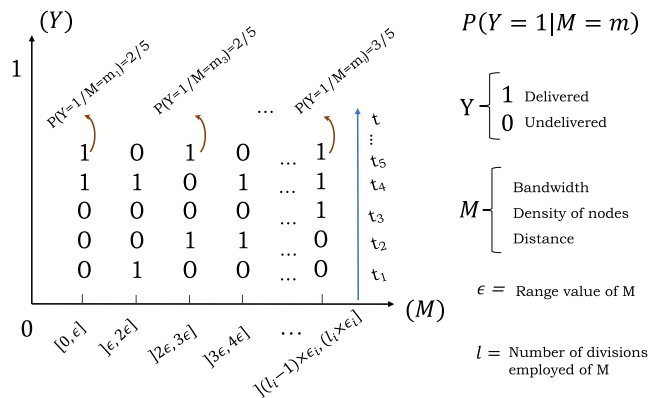 (Y)
1
P(Y=1/M=m₁)=2/5
P(Y=1/M=m₃)=2/5
P(Y=1/M=mᵢ)=3/5
...
t
⋮
1 0 1 0 ... 1 t₅
1 1 0 1 ... 1 t₄
0 0 0 0 ... 1 t₃
0 0 1 1 ... 0 t₂
0 1 0 0 ... 0 t₁
0
(M)
[0,ϵ]
]ϵ,2ϵ]
]2ϵ,3ϵ]
]3ϵ,4ϵ]
...
](lᵢ−1)×ϵᵢ,(lᵢ×ϵᵢ]
P(Y = 1|M = m)
Y
1 Delivered
0 Undelivered
M
Bandwidth
Density of nodes
Distance
ϵ = Range value of M
l = Number of divisions
employed of M